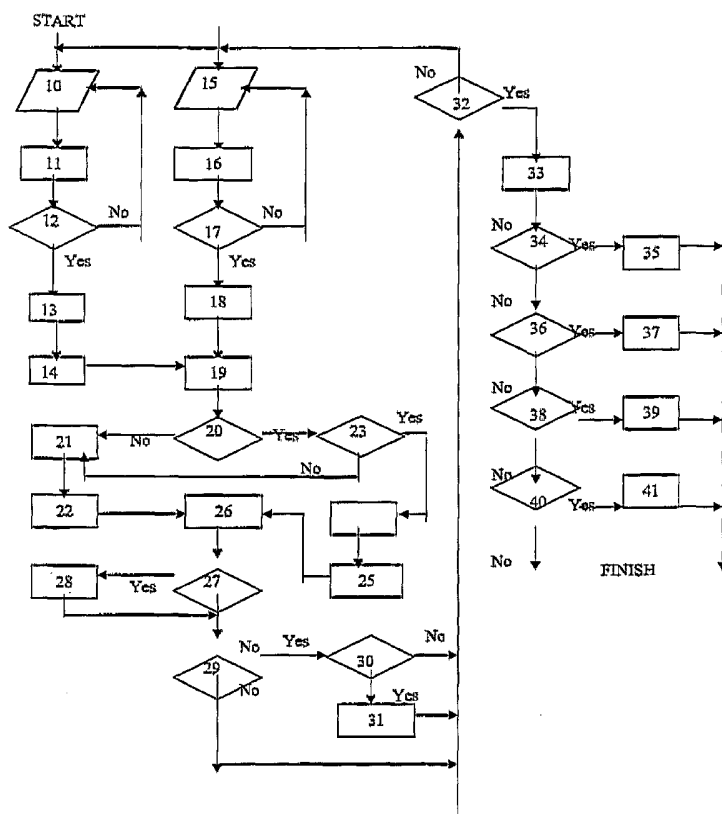 START
10
15
No
32
Yes
11
16
33
12
No
17
No
No
34
Yes
35
Yes
Yes
13
18
No
36
Yes
37
14
19
No
38
Yes
39
20
No
Yes
23
Yes
21
No
No
40
Yes
41
22
26
25
No
FINISH
28
Yes
27
No
Yes
30
No
29
No
Yes
31